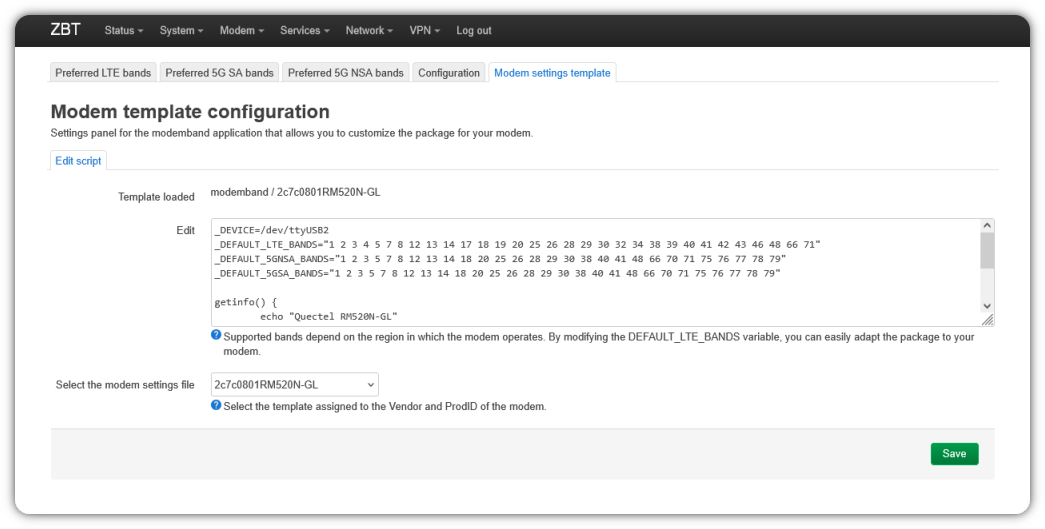 ZBT Status System Modem Services Network VPN Log out
Preferred LTE bands Preferred 5G SA bands Preferred 5G NSA bands Configuration Modem settings template
Modem template configuration
Settings panel for the modemband application that allows you to customize the package for your modem.
Edit script
Template loaded modemband / 2c7c0801RM520N-GL
Edit
_DEVICE=/dev/ttyUSB2
_DEFAULT_LTE_BANDS="1 2 3 4 5 7 8 12 13 14 17 18 19 20 25 26 28 29 30 32 34 38 39 40 41 42 43 46 48 66 71"
_DEFAULT_5GNSA_BANDS="1 2 3 5 7 8 12 13 14 18 20 25 26 28 29 30 38 40 41 48 66 70 71 75 76 77 78 79"
_DEFAULT_5GSA_BANDS="1 2 3 5 7 8 12 13 14 18 20 25 26 28 29 30 38 40 41 48 66 70 71 75 76 77 78 79"
getinfo() {
echo "Quectel RM520N-GL"
? Supported bands depend on the region in which the modem operates. By modifying the DEFAULT_LTE_BANDS variable, you can easily adapt the package to your
modem.
Select the modem settings file 2c7c0801RM520N-GL
? Select the template assigned to the Vendor and ProdID of the modem.
Save